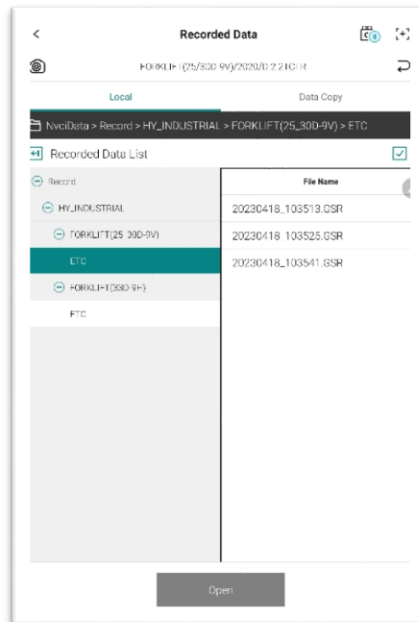 Recorded Data
Local
Data Copy
NvciData > Record > HY_INDUSTRIAL > FORKLIFT(25_30D-9V) > ETC
Recorded Data List
Record
HY_INDUSTRIAL
FORKLIFT(25_30D-9V)
ETC
ETC
File Name
20230418_103513.GSR
20230418_103525.GSR
20230418_103541.GSR
Open